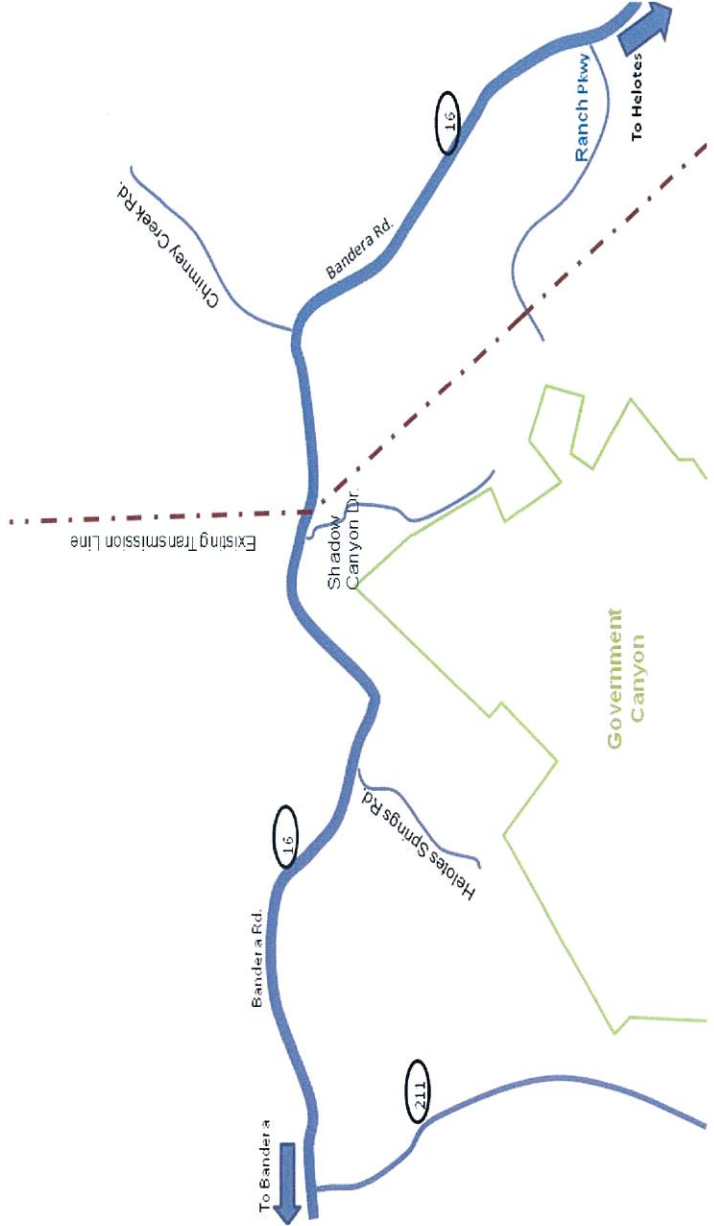 To Bandera
211
Bandera Rd.
16
Helotes Springs Rd.
Existing Transmission Line
Shadow
Canyon Dr.
Government
Canyon
Chimney Creek Rd.
Bandera Rd.
16
Ranch Pkwy
To Helotes